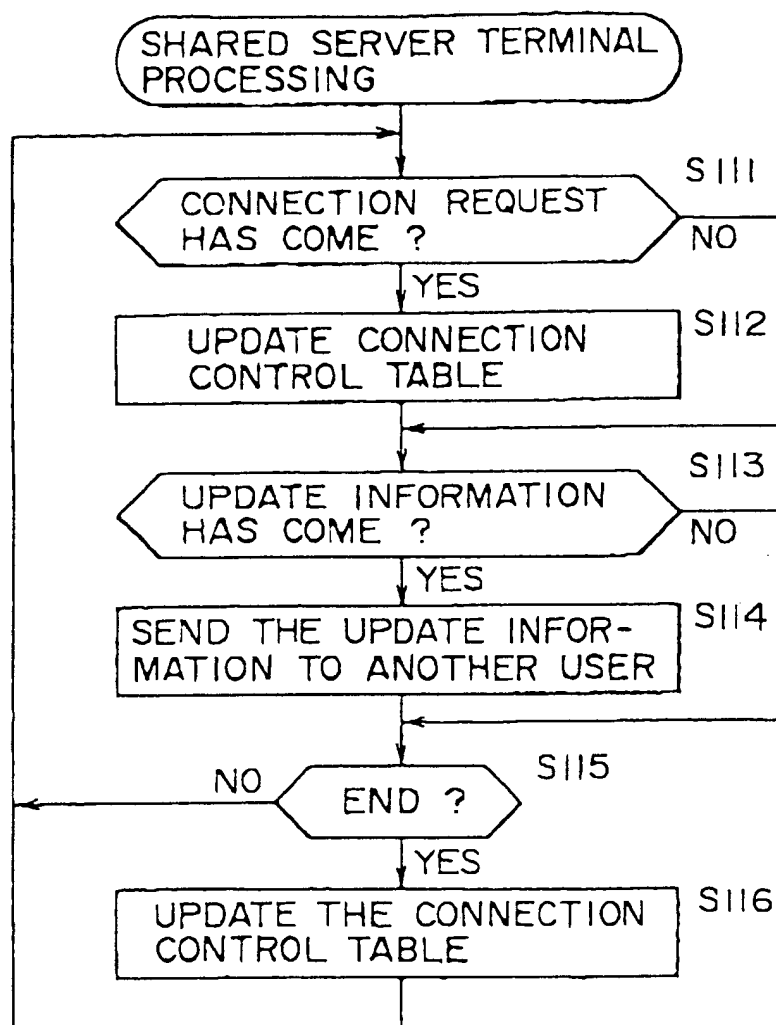 SHARED SERVER TERMINAL
PROCESSING
S111
CONNECTION REQUEST
HAS COME ?
NO
YES
S112
UPDATE CONNECTION
CONTROL TABLE
S113
UPDATE INFORMATION
HAS COME ?
NO
YES
S114
SEND THE UPDATE INFOR-
MATION TO ANOTHER USER
S115
NO
END ?
YES
S116
UPDATE THE CONNECTION
CONTROL TABLE